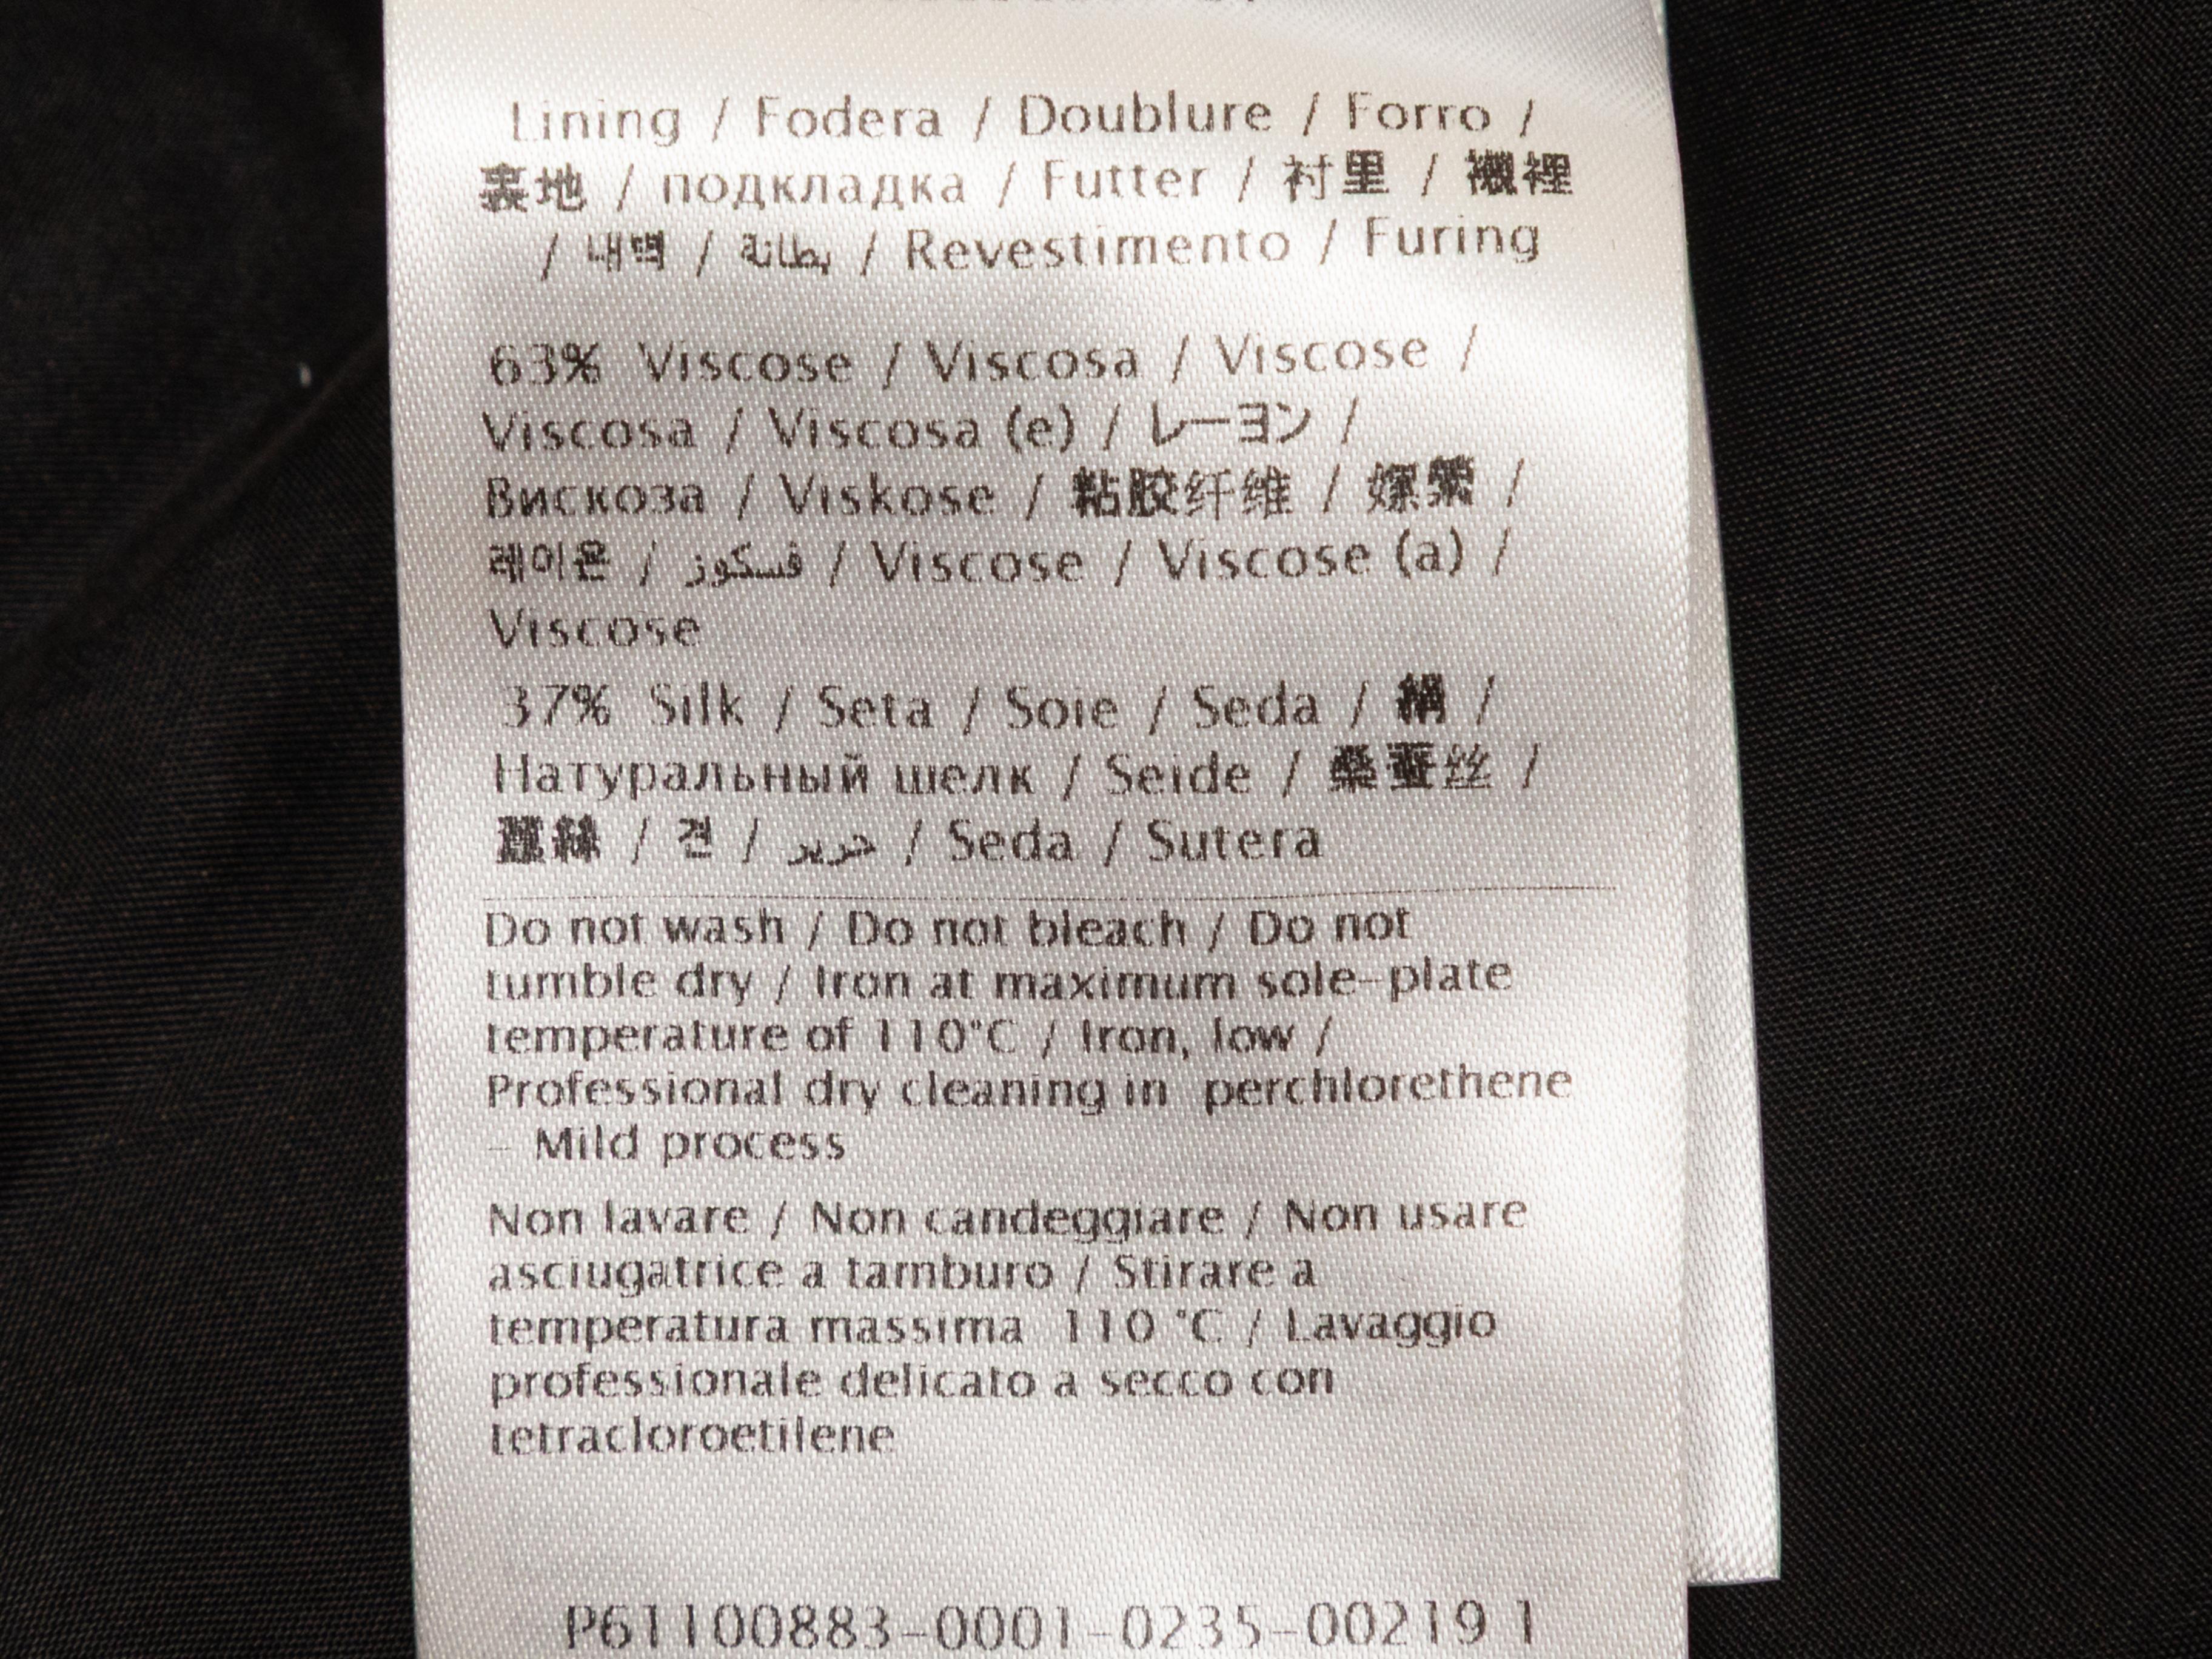 Lining / Fodera / Doublure / Forro /
裏地 / подкладка / Futter / 衬里 / 襯裡
/ 내벽 / بطانة / Revestimento / Furing
63% Viscose / Viscosa / Viscose /
Viscosa / Viscosa (e) / レーヨン /
Вискоза / Viskose / 粘胶纤维 / 嫘縈 /
레이온 / فسكوز / Viscose / Viscose (a) /
Viscose
37% Silk / Seta / Soie / Seda / 絹 /
Натуральный шелк / Seide / 桑蚕丝 /
蠶絲 / 견 / حرير / Seda / Sutera
Do not wash / Do not bleach / Do not
tumble dry / Iron at maximum sole-plate
temperature of 110°C / Iron, low /
Professional dry cleaning in perchlorethene
- Mild process
Non lavare / Non candeggiare / Non usare
asciugatrice a tamburo / Stirare a
temperatura massima 110 °C / Lavaggio
professionale delicato a secco con
tetracloroetilene
P61100883-0001-0235-00219 1